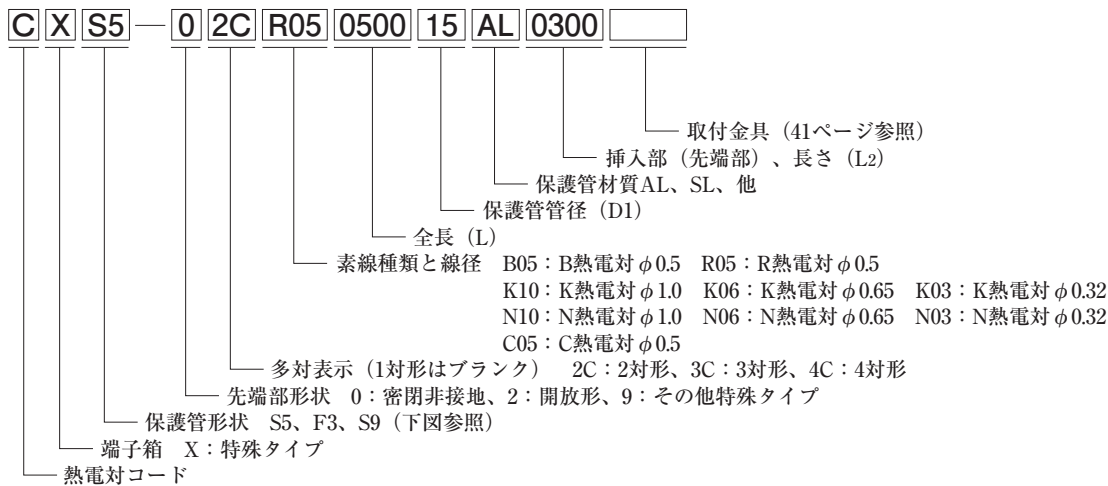 C X S5 — 0 2C R05 0500 15 AL 0300
取付金具（41ページ参照）
挿入部（先端部）、長さ（L2）
保護管材質AL、SL、他
保護管管径（D1）
全長（L）
素線種類と線径　B05：B熱電対φ0.5　R05：R熱電対φ0.5
K10：K熱電対φ1.0　K06：K熱電対φ0.65　K03：K熱電対φ0.32
N10：N熱電対φ1.0　N06：N熱電対φ0.65　N03：N熱電対φ0.32
C05：C熱電対φ0.5
多対表示（1対形はブランク）　2C：2対形、3C：3対形、4C：4対形
先端部形状　0：密閉非接地、2：開放形、9：その他特殊タイプ
保護管形状　S5、F3、S9（下図参照）
端子箱　X：特殊タイプ
熱電対コード